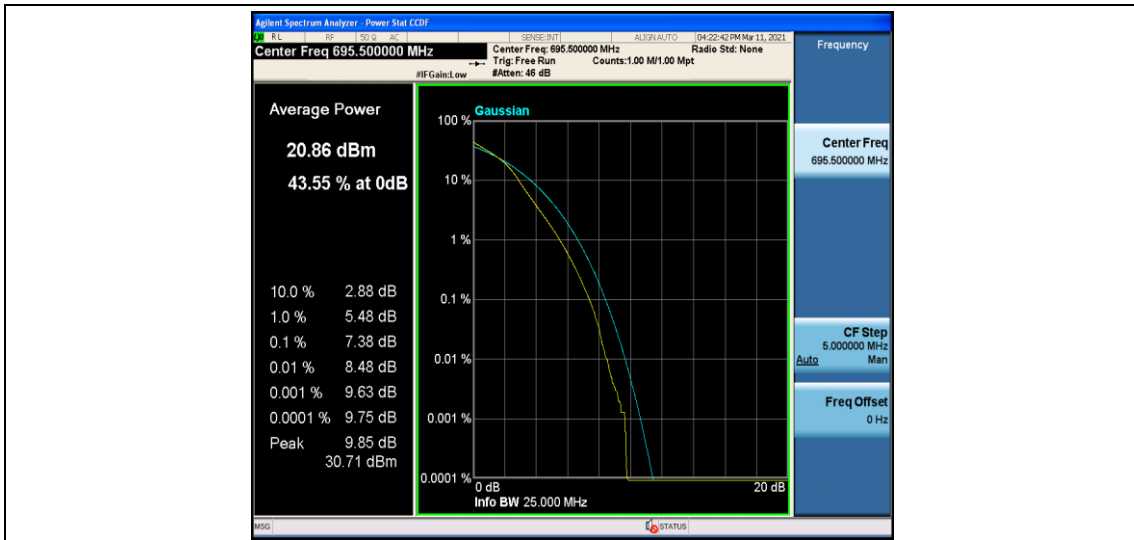 Agilent Spectrum Analyzer - Power Stat CCDF
LXI RL RF 50 Ω AC SENSE:INT ALIGN AUTO 04:22:42 PM Mar 11, 2021
Center Freq 695.500000 MHz
Center Freq: 695.500000 MHz Radio Std: None
Trig: Free Run Counts:1.00 M/1.00 Mpt
#IFGain:Low #Atten: 46 dB
Frequency
Average Power
20.86 dBm
43.55 % at 0dB
10.0 % 2.88 dB
1.0 % 5.48 dB
0.1 % 7.38 dB
0.01 % 8.48 dB
0.001 % 9.63 dB
0.0001 % 9.75 dB
Peak 9.85 dB
30.71 dBm
Gaussian
100 %
10 %
1 %
0.1 %
0.01 %
0.001 %
0.0001 %
0 dB 20 dB
Info BW 25.000 MHz
Center Freq
695.500000 MHz
CF Step
5.000000 MHz
Auto Man
Freq Offset
0 Hz
MSG STATUS